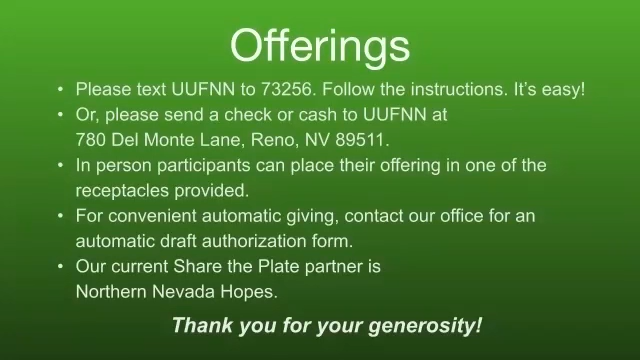 Offerings
• Please text UUFNN to 73256. Follow the instructions. It’s easy!
• Or, please send a check or cash to UUFNN at
780 Del Monte Lane, Reno, NV 89511.
• In person participants can place their offering in one of the
receptacles provided.
• For convenient automatic giving, contact our office for an
automatic draft authorization form.
• Our current Share the Plate partner is
Northern Nevada Hopes.
Thank you for your generosity!